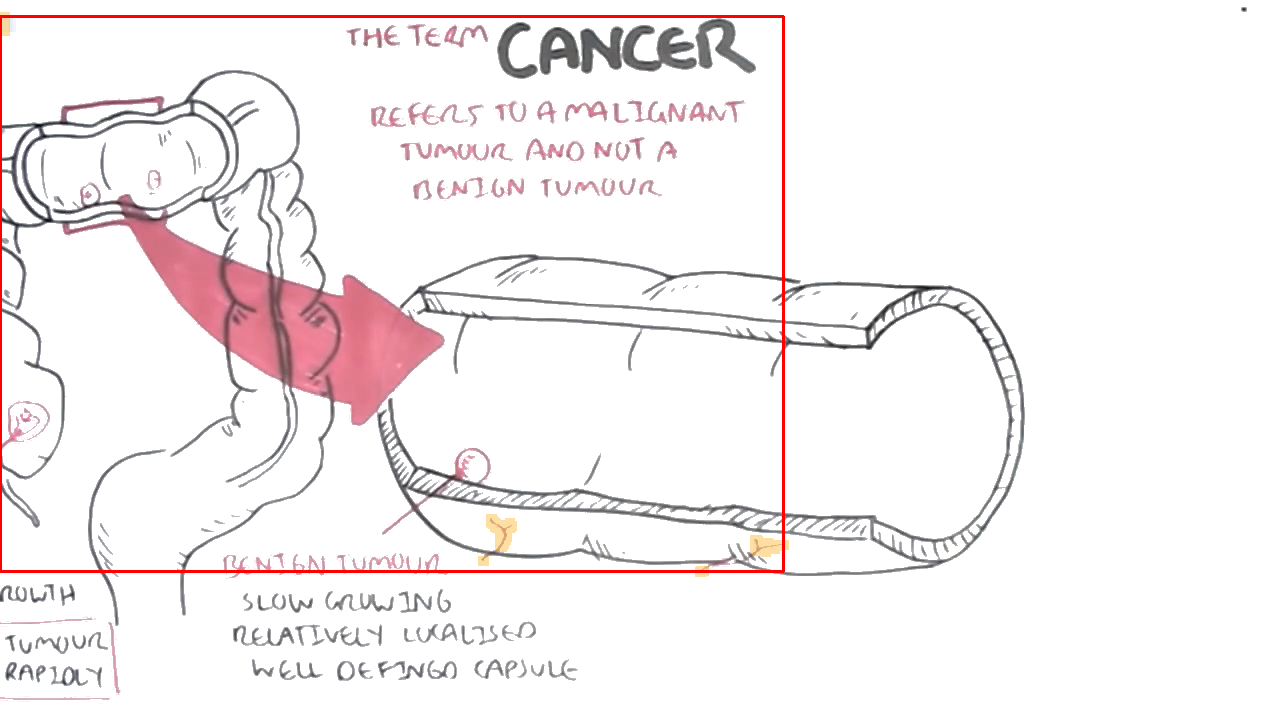 THE TERM CANCER
REFERS TO A MALIGNANT
TUMOUR AND NOT A
BENIGN TUMOUR
BENIGN TUMOUR
SLOW GROWING
RELATIVELY LOCALISED
WELL DEFINED CAPSULE
ROWTH
TUMOUR
RAPIDLY